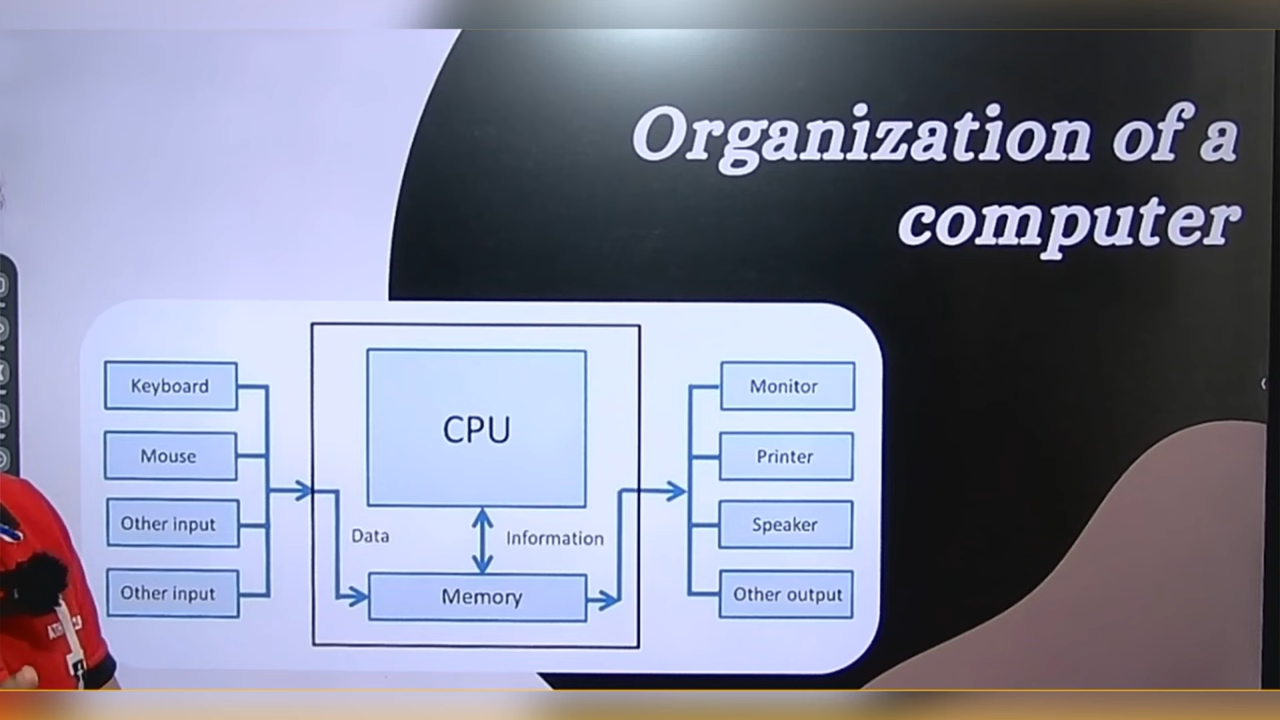 Organization of a
computer
Keyboard
Mouse
Other input
Other input
CPU
Data
Information
Memory
Monitor
Printer
Speaker
Other output